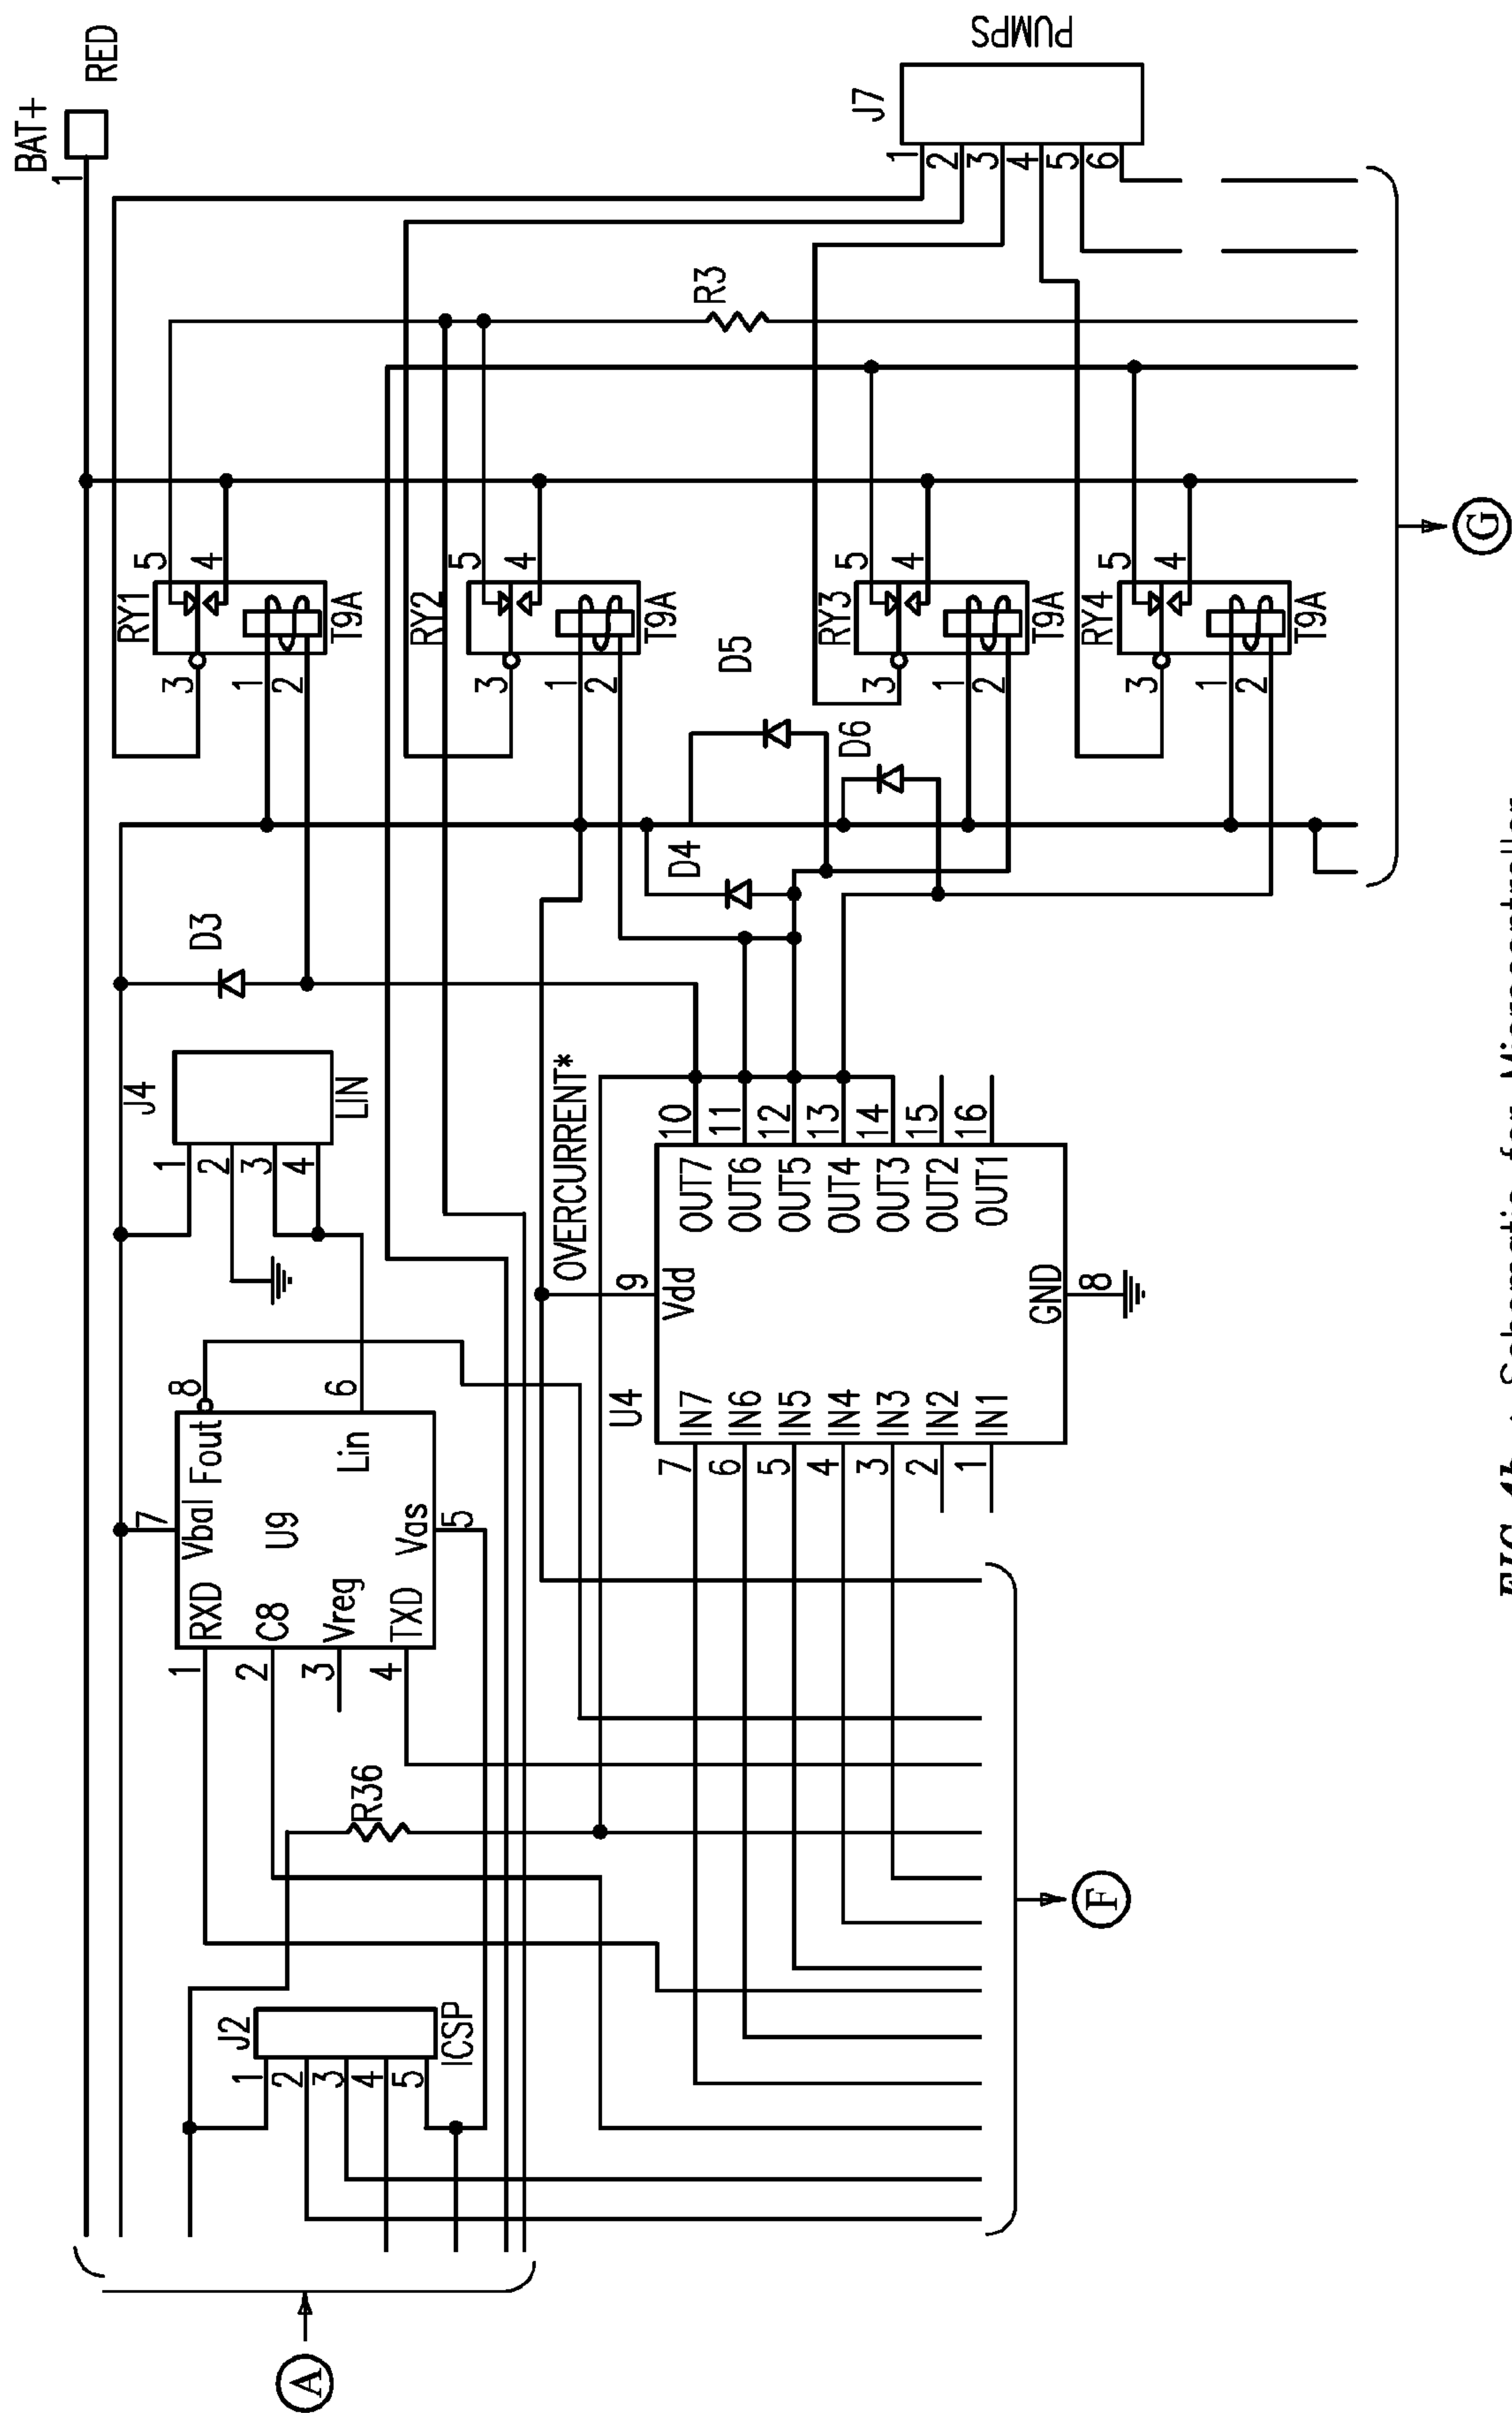 BAT+
1
RED
RY1
5
4
3
1
2
T9A
RY2
5
4
3
1
2
T9A
RY3
5
4
3
1
2
T9A
RY4
5
4
3
1
2
T9A
J7
1
2
3
4
5
6
PUMPS
R3
D3
D4
D5
D6
J4
1
2
3
4
LIN
OVERCURRENT*
U9
RXD
C8
Vreg
TXD
Vbal
Fout
Lin
Vas
1
2
3
4
7
8
6
5
U4
Vdd
9
GND
8
IN7
IN6
IN5
IN4
IN3
IN2
IN1
7
6
5
4
3
2
1
OUT7
OUT6
OUT5
OUT4
OUT3
OUT2
OUT1
10
11
12
13
14
15
16
R36
J2
1
2
3
4
5
ICSP
A
F
G
Schematic for Microcontroller